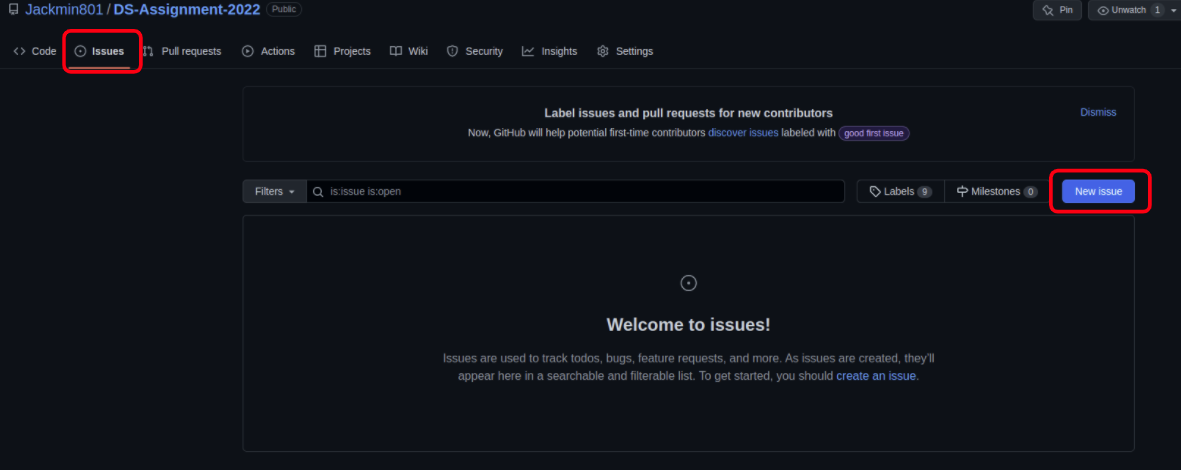 Jackmin801 / DS-Assignment-2022 Public Pin Unwatch 1
Code Issues Pull requests Actions Projects Wiki Security Insights Settings
Label issues and pull requests for new contributors Dismiss
Now, GitHub will help potential first-time contributors discover issues labeled with good first issue
Filters is:issue is:open Labels 9 Milestones 0 New issue
Welcome to issues!
Issues are used to track todos, bugs, feature requests, and more. As issues are created, they'll
appear here in a searchable and filterable list. To get started, you should create an issue.